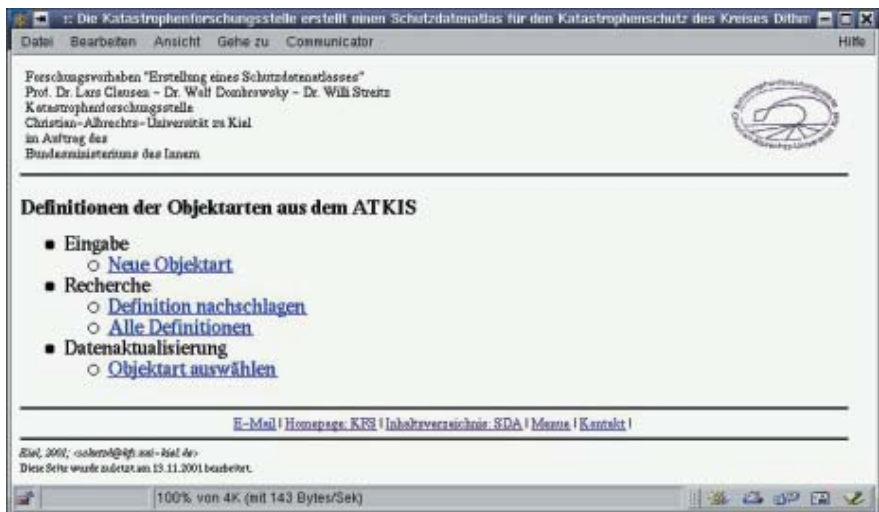 : Die Katastrophenforschungsstelle erstellt einen Schutzdatenatlas für den Katastrophenschutz des Kreises Dithm
Datei Bearbeiten Ansicht Gehe zu Communicator Hilfe
Forschungsvorhaben "Erstellung eines Schutzdatenatlasses"
Prof. Dr. Lars Clausen - Dr. Wolf Dombrowsky - Dr. Willi Streitz
Katastrophenforschungsstelle
Christian-Albrechts-Universität zu Kiel
im Auftrag des
Bundesministeriums des Innern
Definitionen der Objektarten aus dem ATKIS
Eingabe
Neue Objektart
Recherche
Definition nachschlagen
Alle Definitionen
Datenaktualisierung
Objektart auswählen
E-Mail | Homepage: KFS | Inhaltsverzeichnis: SDA | Menue | Kontakt |
Kiel, 2001;
Diese Seite wurde zuletzt am 13.11.2001 bearbeitet.
100% von 4K (mit 143 Bytes/Sek)